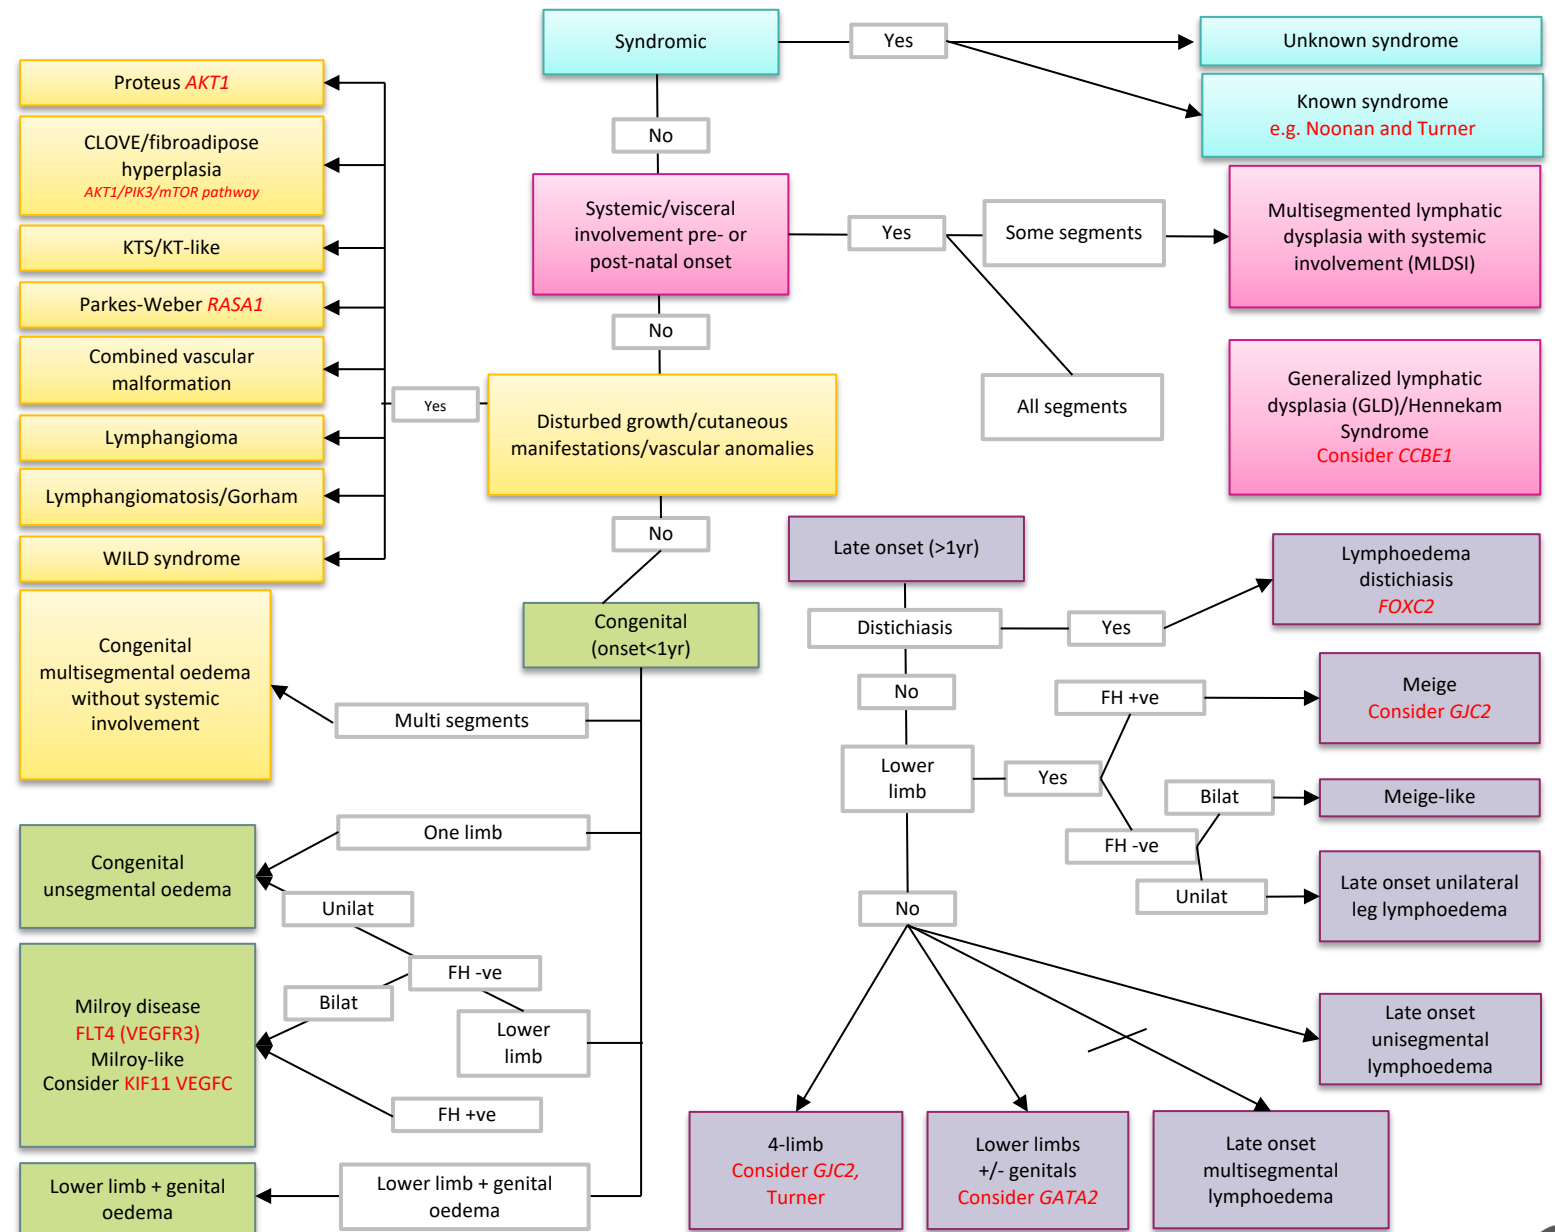 Syndromic
Yes
Unknown syndrome
Known syndrome
e.g. Noonan and Turner
No
Systemic/visceral
involvement pre- or
post-natal onset
Yes
Some segments
Multisegmented lymphatic
dysplasia with systemic
involvement (MLDSI)
All segments
Generalized lymphatic
dysplasia (GLD)/Hennekam
Syndrome
Consider CCBE1
No
Disturbed growth/cutaneous
manifestations/vascular anomalies
Yes
Proteus AKT1
CLOVE/fibroadipose
hyperplasia
AKT1/PIK3/mTOR pathway
KTS/KT-like
Parkes-Weber RASA1
Combined vascular
malformation
Lymphangioma
Lymphangiomatosis/Gorham
WILD syndrome
No
Congenital
(onset<1yr)
Multi segments
Congenital
multisegmental oedema
without systemic
involvement
One limb
Congenital
unsegmental oedema
Unilat
FH -ve
Bilat
Lower
limb
Milroy disease
FLT4 (VEGFR3)
Milroy-like
Consider KIF11 VEGFC
FH +ve
Lower limb + genital
oedema
Lower limb + genital
oedema
Late onset (>1yr)
Distichiasis
Yes
Lymphoedema
distichiasis
FOXC2
No
Lower
limb
Yes
FH +ve
Meige
Consider GJC2
FH -ve
Bilat
Meige-like
Unilat
Late onset unilateral
leg lymphoedema
No
Late onset
unisegmental
lymphoedema
4-limb
Consider GJC2,
Turner
Lower limbs
+/- genitals
Consider GATA2
Late onset
multisegmental
lymphoedema